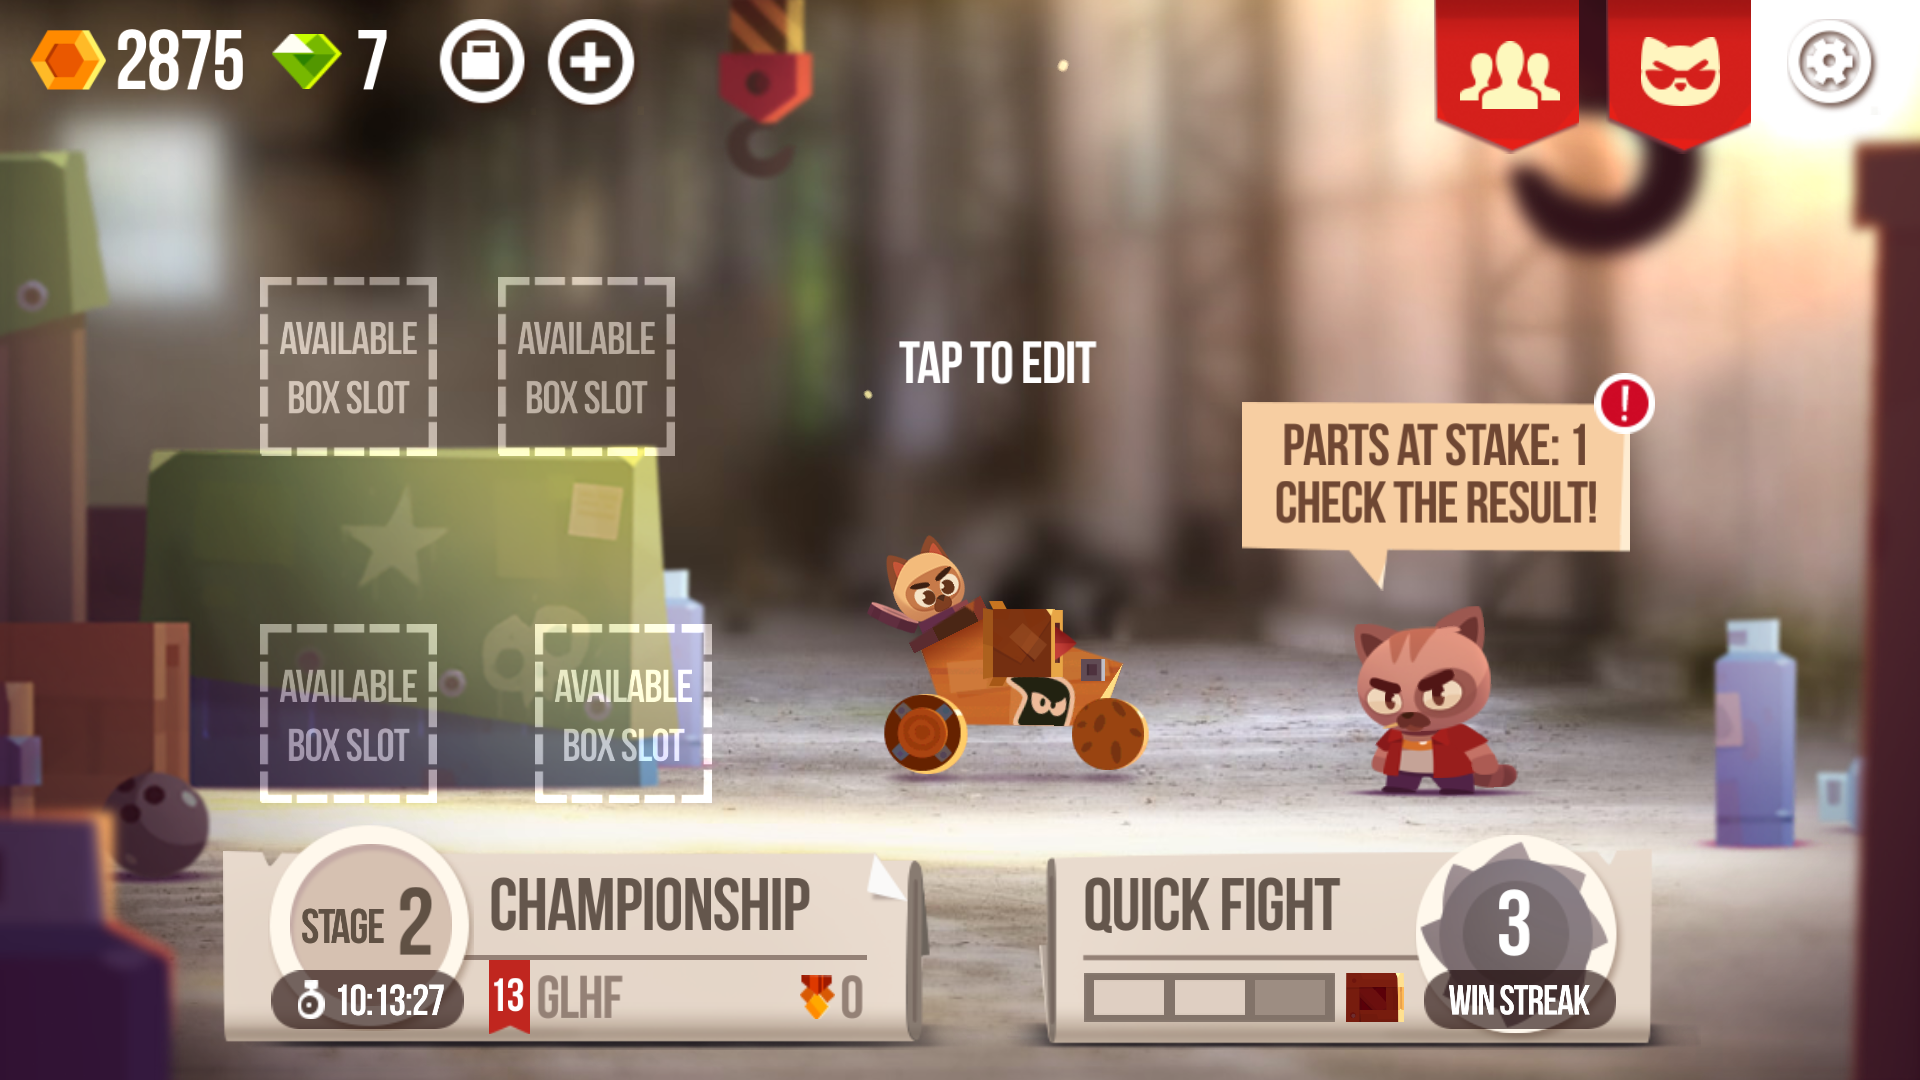 2875 7
AVAILABLE
BOX SLOT
AVAILABLE
BOX SLOT
TAP TO EDIT
!
PARTS AT STAKE: 1
CHECK THE RESULT!
AVAILABLE
BOX SLOT
AVAILABLE
BOX SLOT
STAGE 2
10:13:27
CHAMPIONSHIP
13 GLHF 0
QUICK FIGHT
3
WIN STREAK